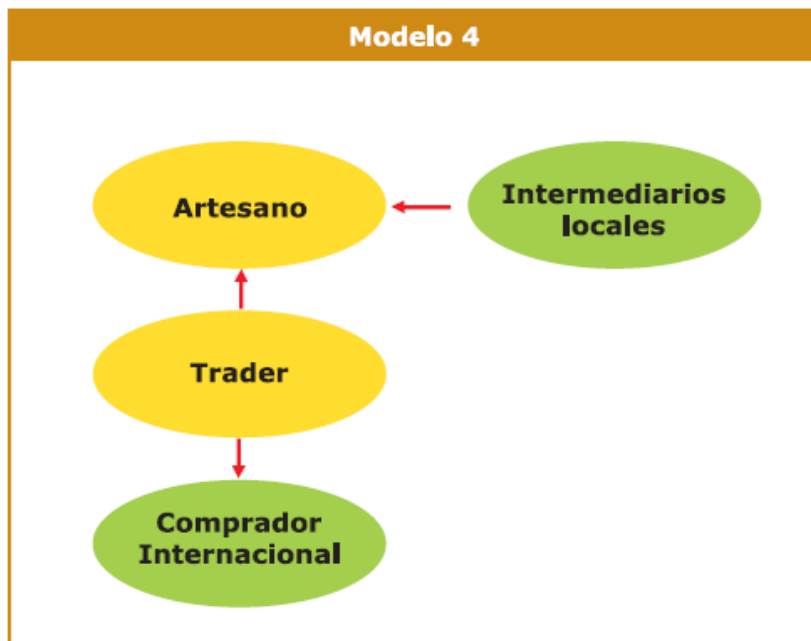 Modelo 4
Artesano
Intermediarios
locales
Trader
Comprador
Internacional